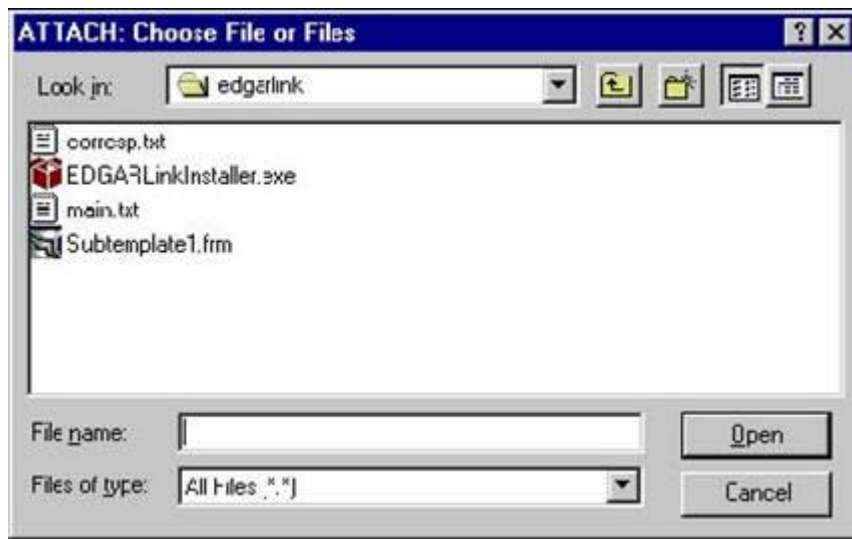 ATTACH: Choose File or Files
Look in: edgarlink
corresp.txt
EDGARLinkInstaller.exe
main.txt
Subtemplate1.frm
File name:
Open
Files of type: All Files (*.*)
Cancel